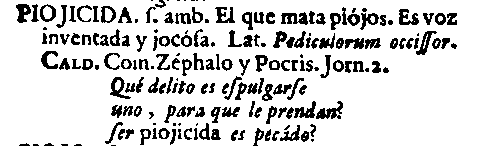 PIOJICIDA. ſ. amb. El que mata piójos. Es voz
inventada y jocóſa. Lat. Pediculorum occiſſor.
CALD. Com. Zéphalo y Pocris. Jorn. 2.
Qué delito es eſpulgarſe
uno, para que le prendan?
ſer piojicída es pecádo?